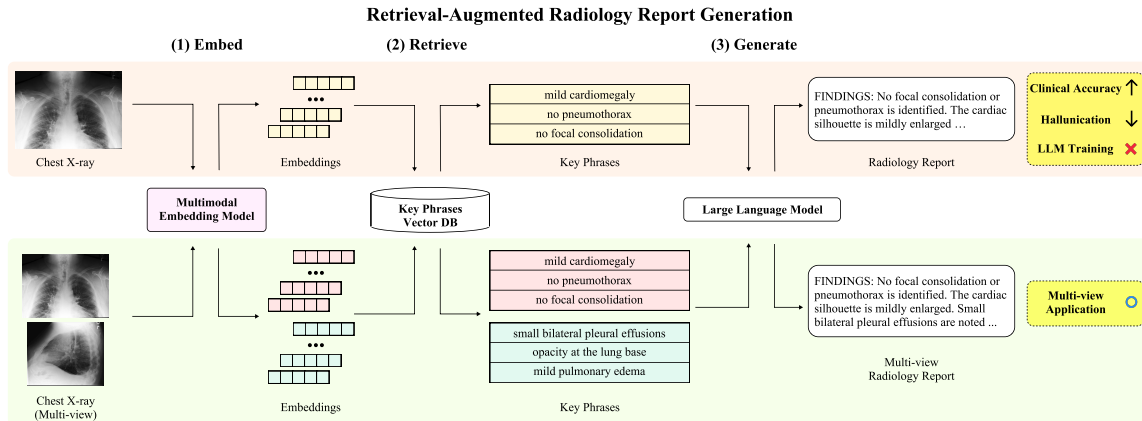 Retrieval-Augmented Radiology Report Generation
(1) Embed
(2) Retrieve
(3) Generate
Chest X-ray
Embeddings
mild cardiomegaly
no pneumothorax
no focal consolidation
Key Phrases
FINDINGS: No focal consolidation or
pneumothorax is identified. The cardiac
silhouette is mildly enlarged …
Radiology Report
Clinical Accuracy
Hallunication
LLM Training
Multimodal
Embedding Model
Key Phrases
Vector DB
Large Language Model
Chest X-ray
(Multi-view)
Embeddings
mild cardiomegaly
no pneumothorax
no focal consolidation
small bilateral pleural effusions
opacity at the lung base
mild pulmonary edema
Key Phrases
FINDINGS: No focal consolidation or
pneumothorax is identified. The cardiac
silhouette is mildly enlarged. Small
bilateral pleural effusions are noted ...
Multi-view
Radiology Report
Multi-view
Application